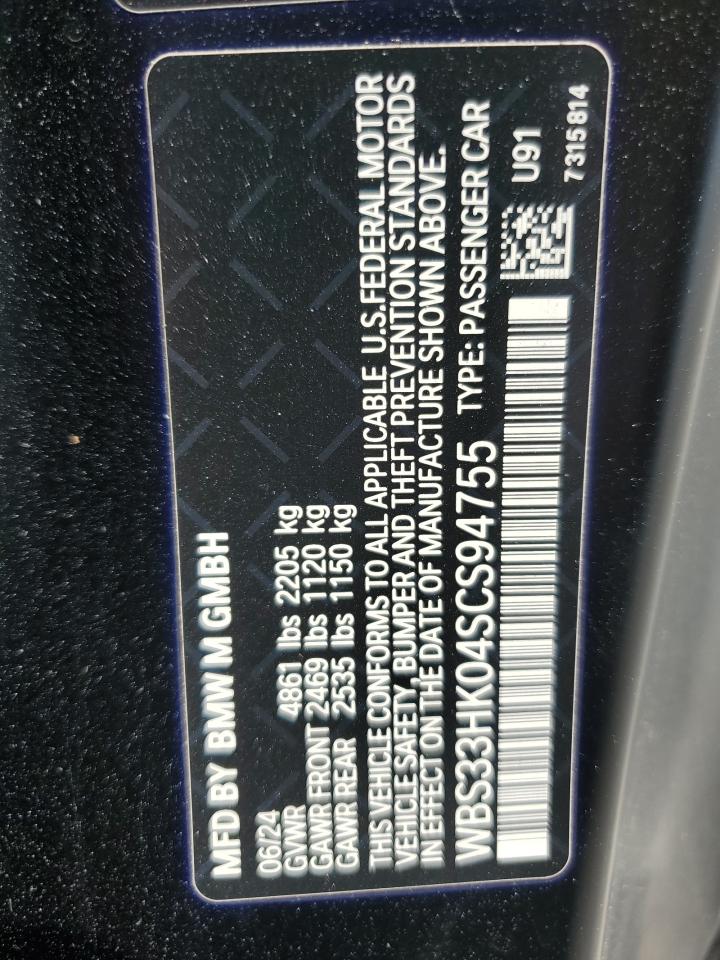 MFD BY BMW M GMBH
06/24
GVWR 4861 lbs 2205 kg
GAWR FRONT 2469 lbs 1120 kg
GAWR REAR 2535 lbs 1150 kg
THIS VEHICLE CONFORMS TO ALL APPLICABLE U.S.FEDERAL MOTOR
VEHICLE SAFETY, BUMPER AND THEFT PREVENTION STANDARDS
IN EFFECT ON THE DATE OF MANUFACTURE SHOWN ABOVE.
WBS33HK04SCS94755 TYPE: PASSENGER CAR
U91
7315814